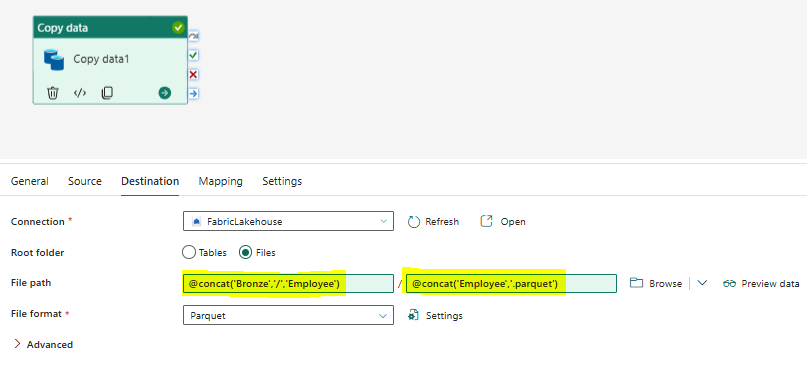 Copy data
Copy data1
General Source Destination Mapping Settings
Connection * FabricLakehouse Refresh Open
Root folder Tables Files
File path @concat('Bronze','/','Employee') / @concat('Employee','.parquet') Browse Preview data
File format * Parquet Settings
Advanced